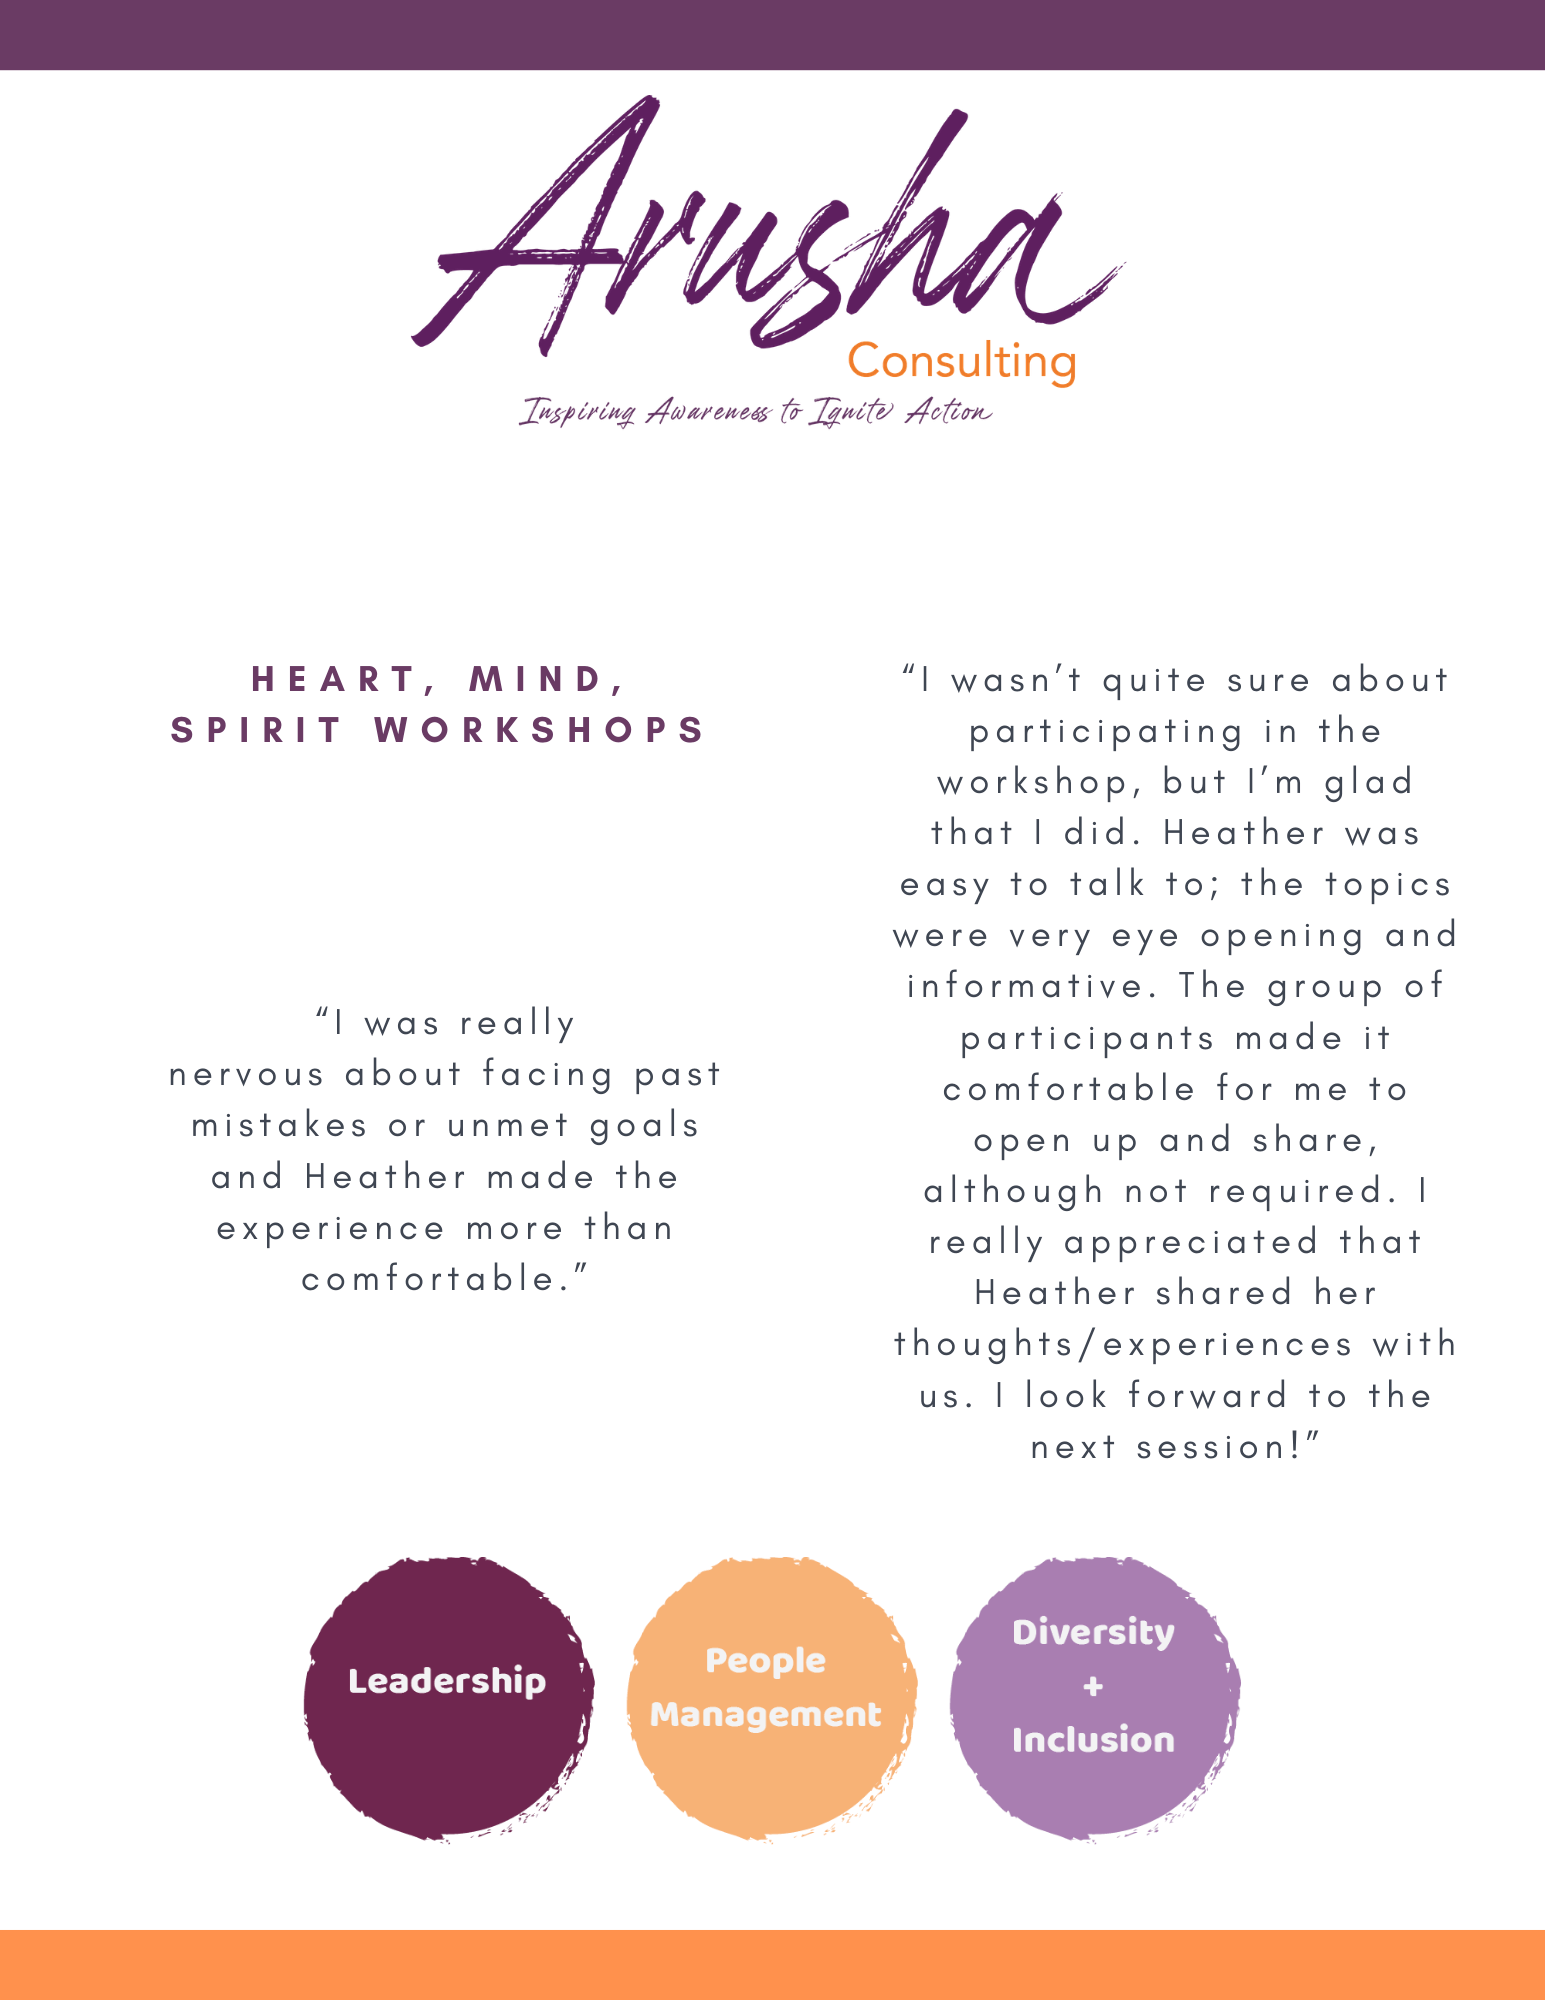 Arusha
Consulting
Inspiring Awareness to Ignite Action
HEART, MIND,
SPIRIT WORKSHOPS
“I was really
nervous about facing past
mistakes or unmet goals
and Heather made the
experience more than
comfortable.”
“I wasn’t quite sure about
participating in the
workshop, but I’m glad
that I did. Heather was
easy to talk to; the topics
were very eye opening and
informative. The group of
participants made it
comfortable for me to
open up and share,
although not required. I
really appreciated that
Heather shared her
thoughts/experiences with
us. I look forward to the
next session!”
Leadership
People
Management
Diversity
+
Inclusion